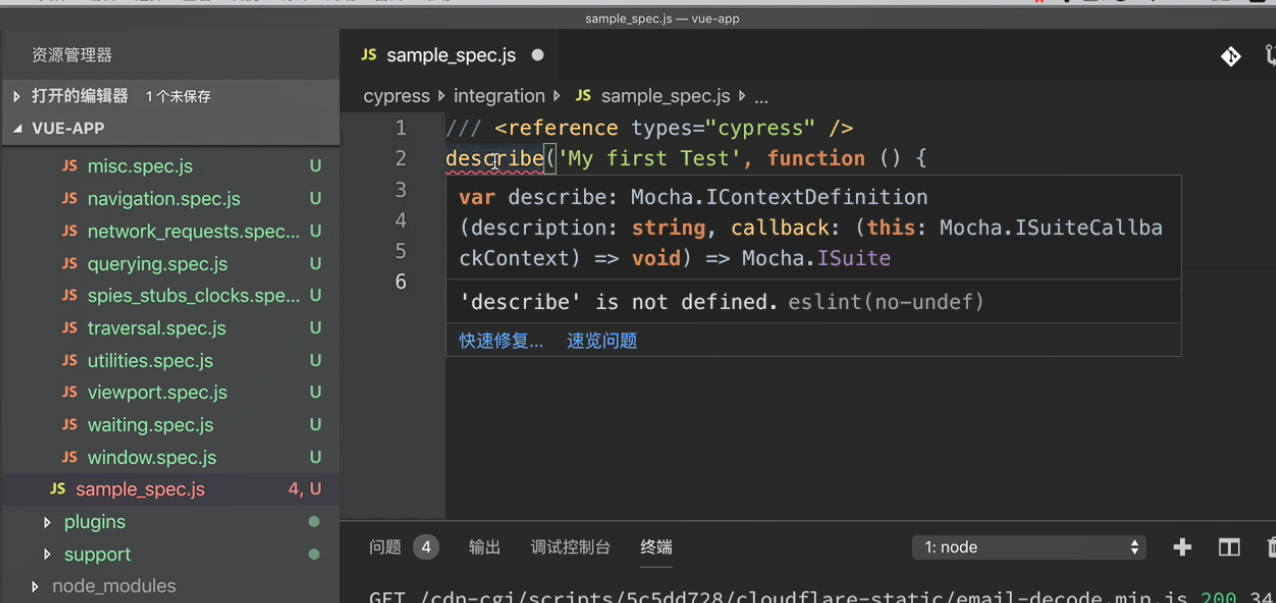 sample_spec.js — vue-app
资源管理器
打开的编辑器 1个未保存
VUE-APP
JS misc.spec.js U
JS navigation.spec.js U
JS network_requests.spec... U
JS querying.spec.js U
JS spies_stubs_clocks.spe... U
JS traversal.spec.js U
JS utilities.spec.js U
JS viewport.spec.js U
JS waiting.spec.js U
JS window.spec.js U
JS sample_spec.js 4, U
plugins
support
node_modules
JS sample_spec.js
cypress integration JS sample_spec.js ...
1 /// <reference types="cypress" />
2 describe('My first Test', function () {
3
4
5
6
var describe: Mocha.IContextDefinition
(description: string, callback: (this: Mocha.ISuiteCallba
ckContext) => void) => Mocha.ISuite
'describe' is not defined. eslint(no-undef)
快速修复... 速览问题
问题 4 输出 调试控制台 终端 1: node
GET /cdn-cgi/scripts/5c5dd728/cloudflare-static/email-decode.min.js 200 34